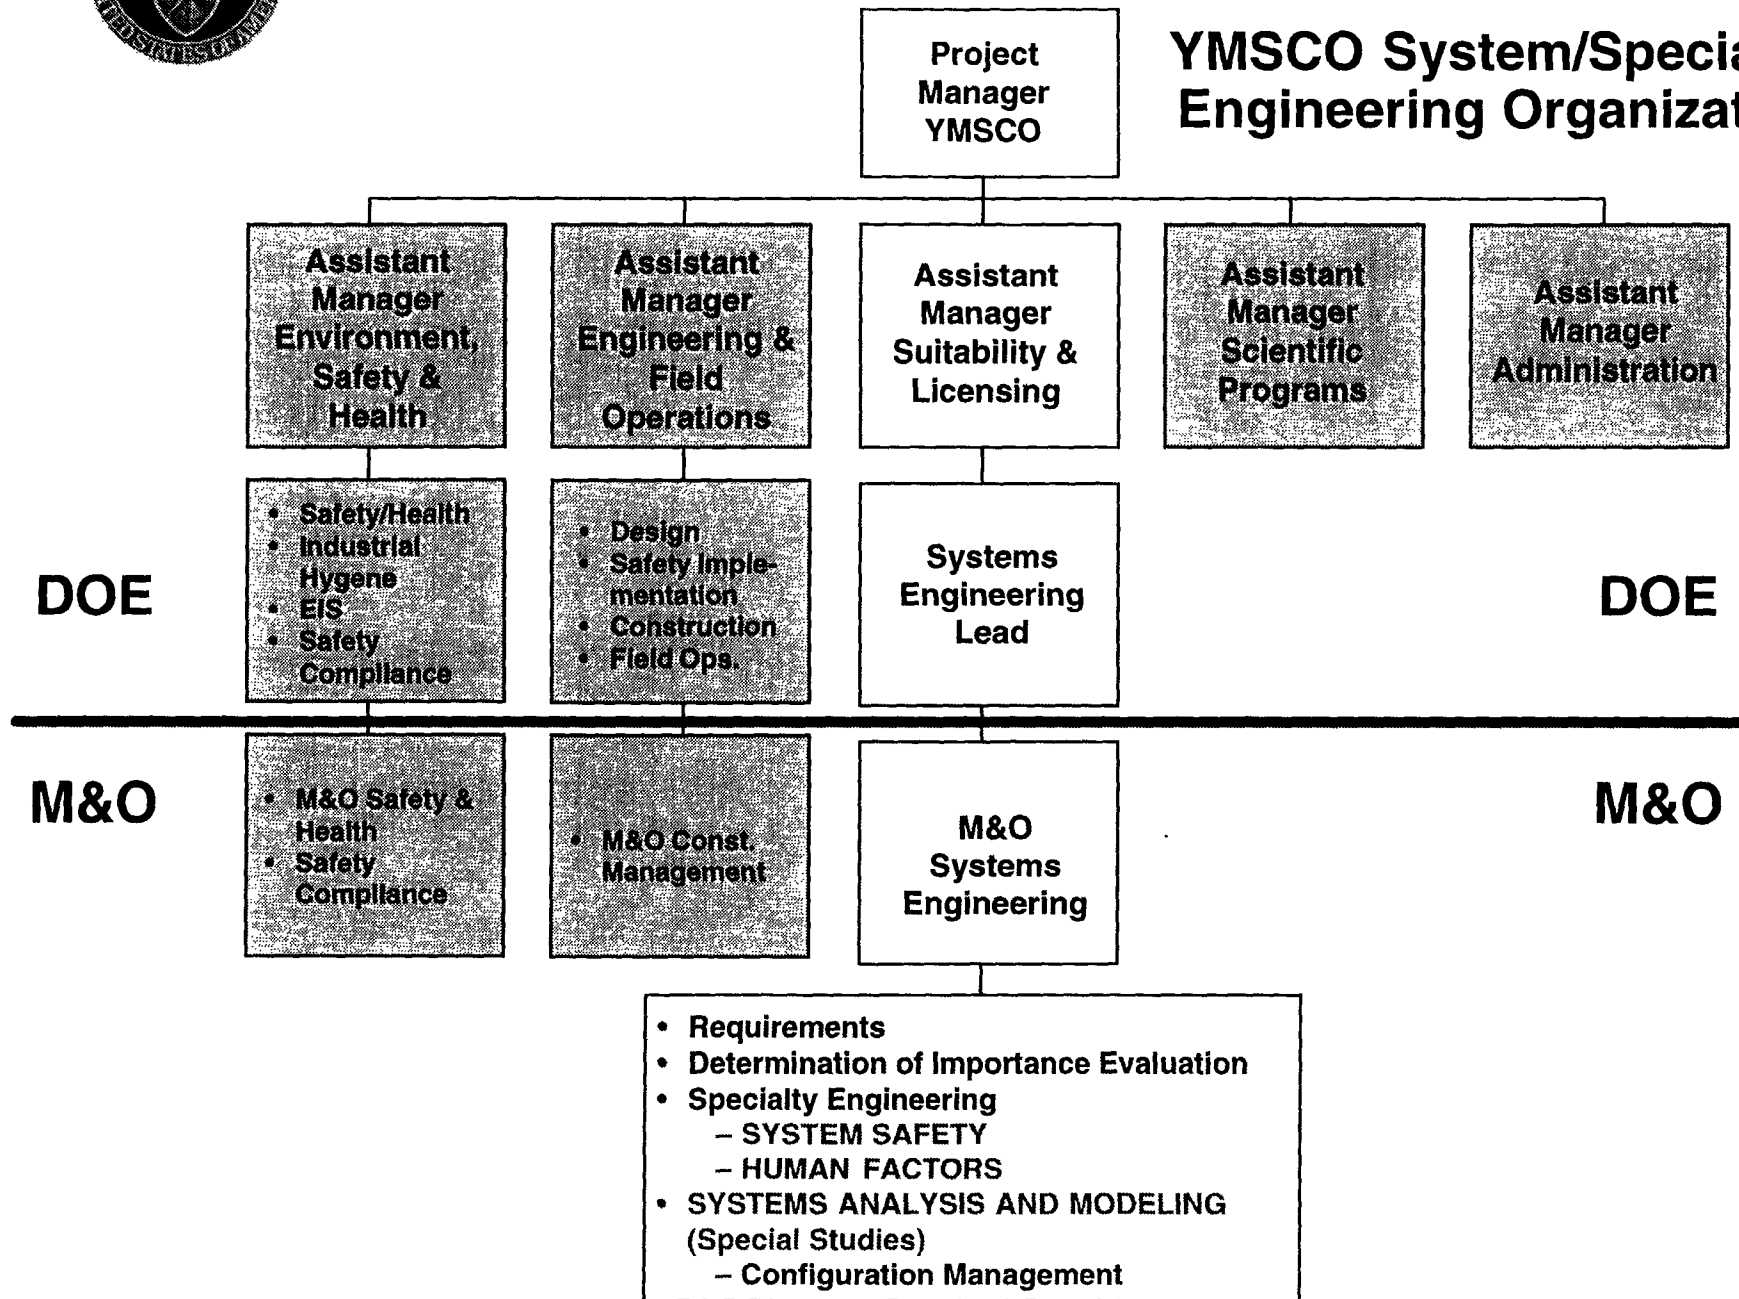 YMSCO System/Specia
Engineering Organizat
Project
Manager
YMSCO
Assistant
Manager
Environment,
Safety &
Health
Assistant
Manager
Engineering &
Field
Operations
Assistant
Manager
Suitability &
Licensing
Assistant
Manager
Scientific
Programs
Assistant
Manager
Administration
DOE
• Safety/Health
• Industrial
Hygene
• EIS
• Safety
Compliance
• Design
• Safety Imple-
mentation
• Construction
• Field Ops.
Systems
Engineering
Lead
DOE
M&O
• M&O Safety &
Health
• Safety
Compliance
• M&O Const.
Management
M&O
Systems
Engineering
M&O
• Requirements
• Determination of Importance Evaluation
• Specialty Engineering
– SYSTEM SAFETY
– HUMAN FACTORS
• SYSTEMS ANALYSIS AND MODELING
(Special Studies)
– Configuration Management